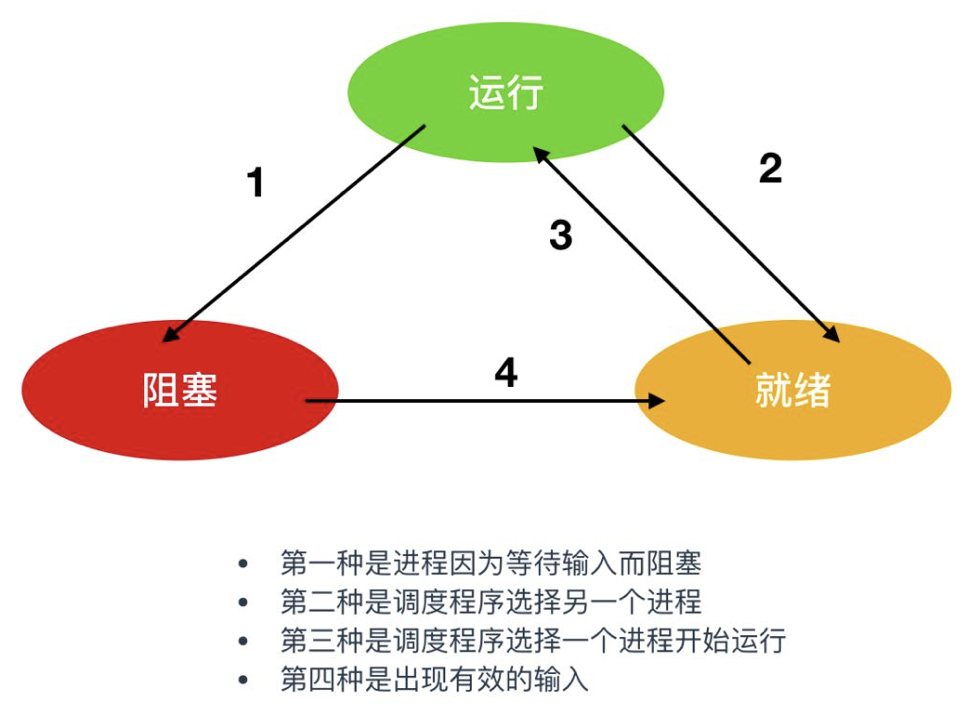 运行
1
2
3
阻塞
4
就绪
• 第一种是进程因为等待输入而阻塞
• 第二种是调度程序选择另一个进程
• 第三种是调度程序选择一个进程开始运行
• 第四种是出现有效的输入